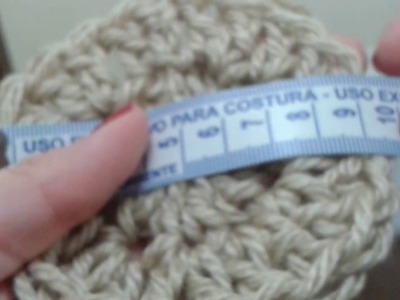 USO PARA COSTURA - USO EX
5 6 7 8 9 10
ENTE